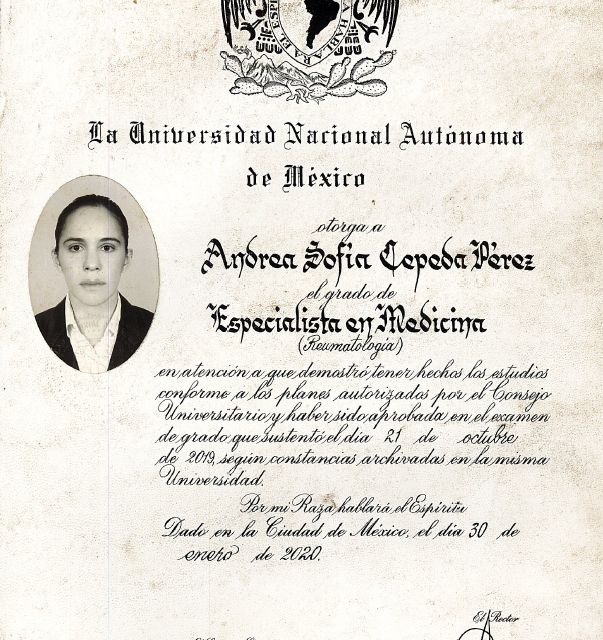 HABLARA EL ESPI
La Universidad Nacional Autónoma
de México
otorga a
Andrea Sofía Cepeda Pérez
el grado de
Especialista en Medicina
(Reumatología)
en atención a que demostró tener hechos los estudios
conforme a los planes autorizados por el Consejo
Universitario y haber sido aprobada en el examen
de grado que sustentó el día 21 de octubre
de 2019, según constancias archivadas en la misma
Universidad.
Por mi Raza hablará el Espíritu
Dado en la Ciudad de México, el día 30 de
enero de 2020.
El Rector